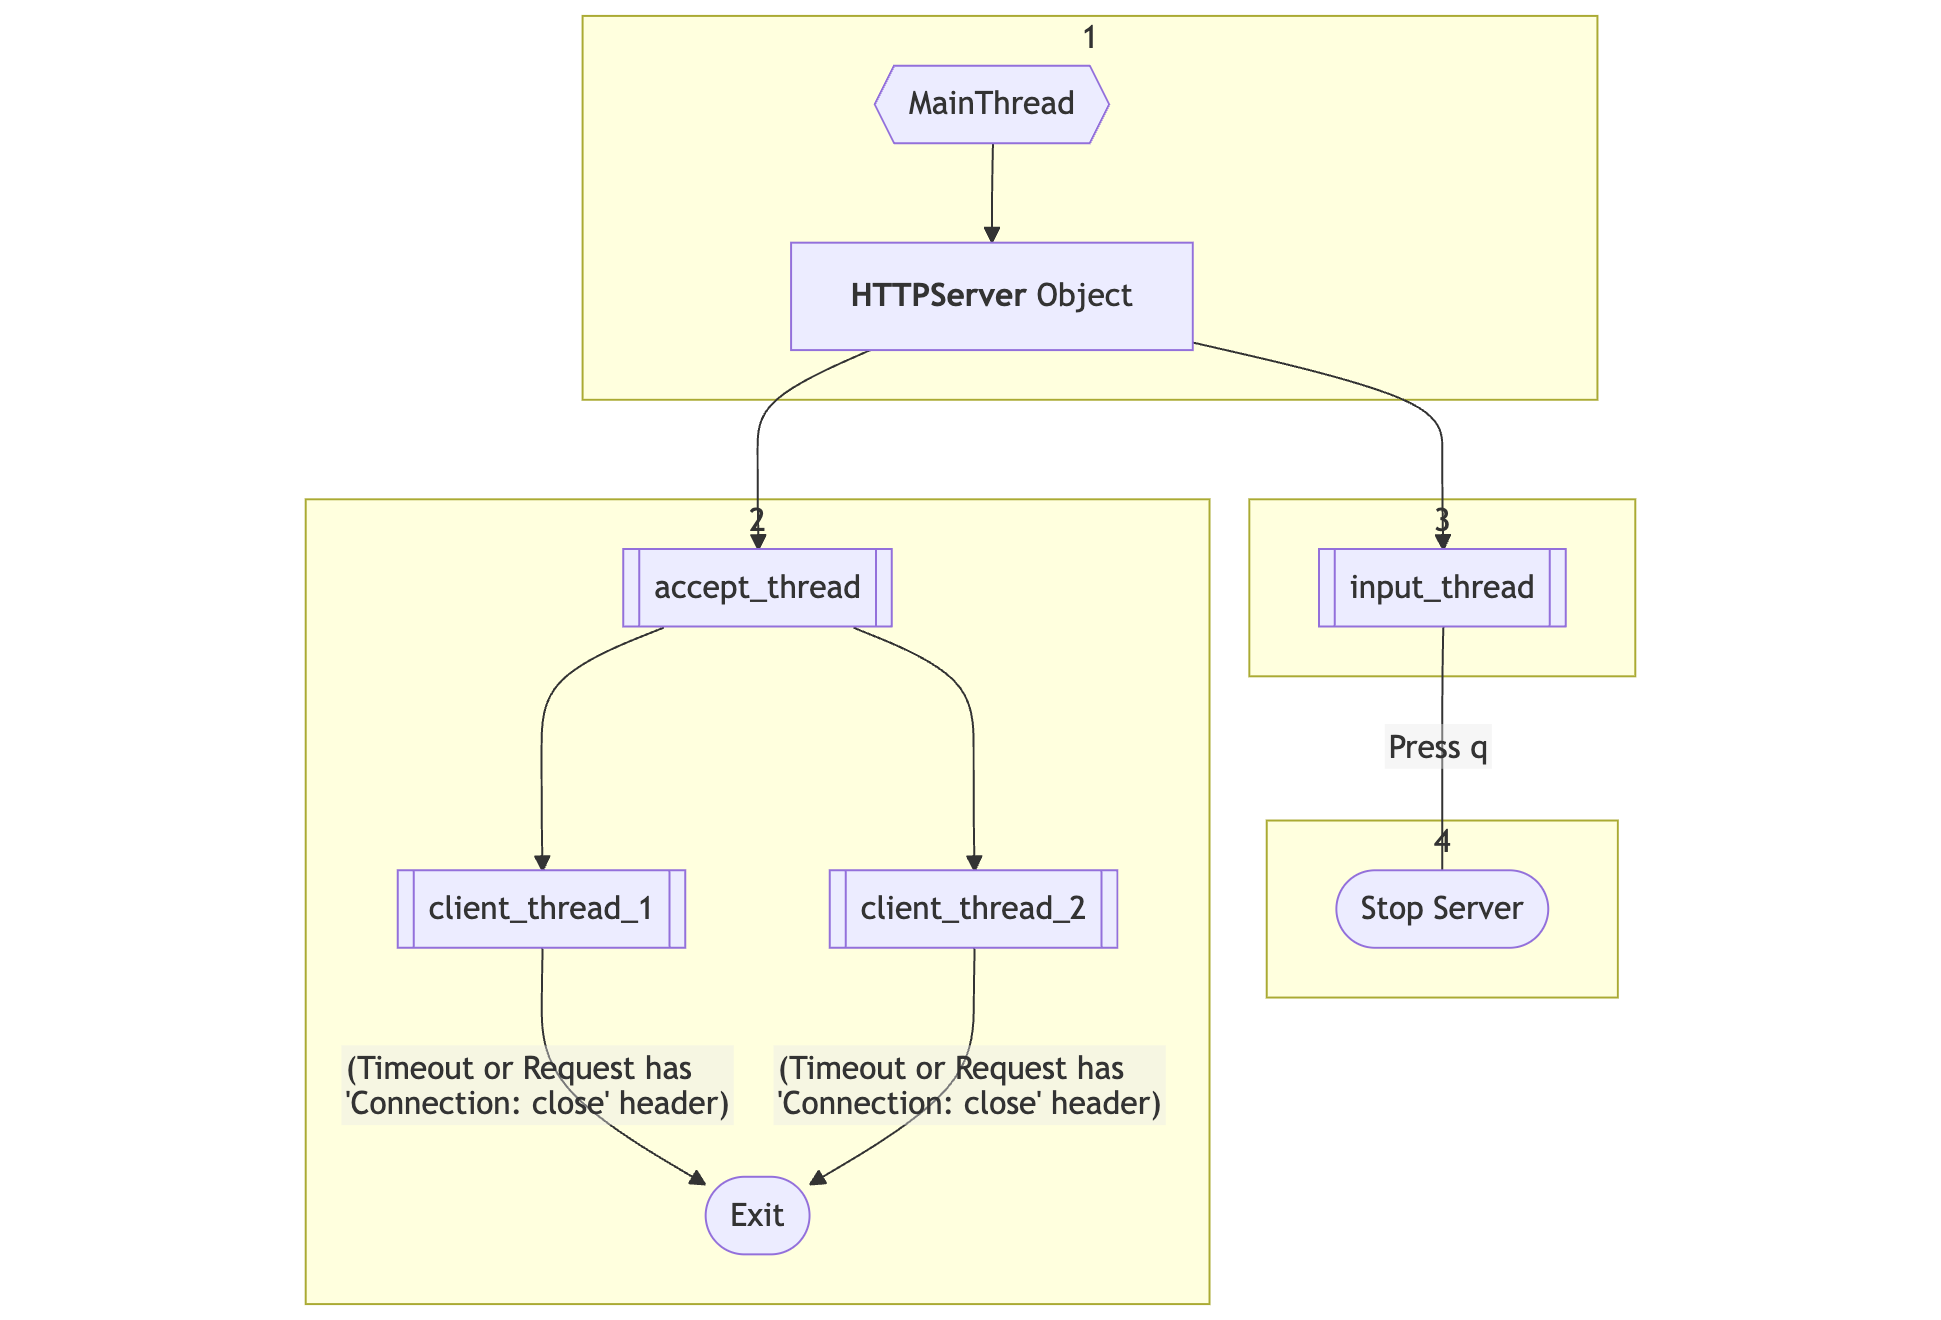 1
MainThread
HTTPServer Object
2
accept_thread
3
input_thread
Press q
4
client_thread_1
client_thread_2
Stop Server
(Timeout or Request has
'Connection: close' header)
(Timeout or Request has
'Connection: close' header)
Exit